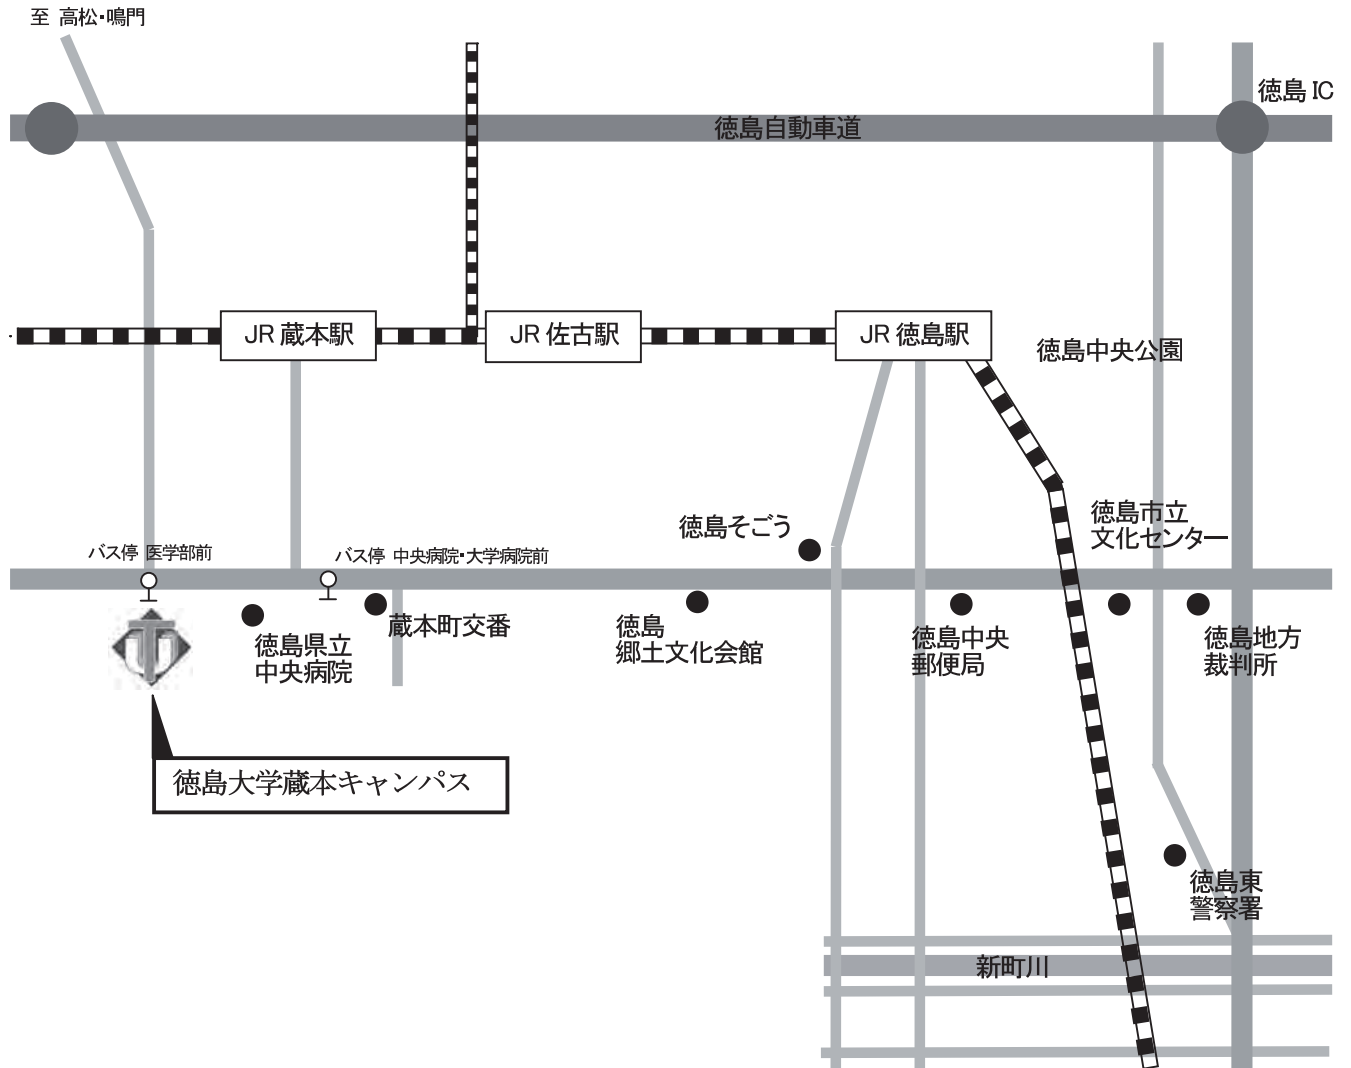 至 高松・鳴門
徳島 IC
徳島自動車道
JR 蔵本駅
JR 佐古駅
JR 徳島駅
徳島中央公園
徳島そごう
徳島市立
文化センター
バス停 医学部前
バス停 中央病院・大学病院前
徳島県立
中央病院
蔵本町交番
徳島
郷土文化会館
徳島中央
郵便局
徳島地方
裁判所
徳島大学蔵本キャンパス
徳島東
警察署
新町川